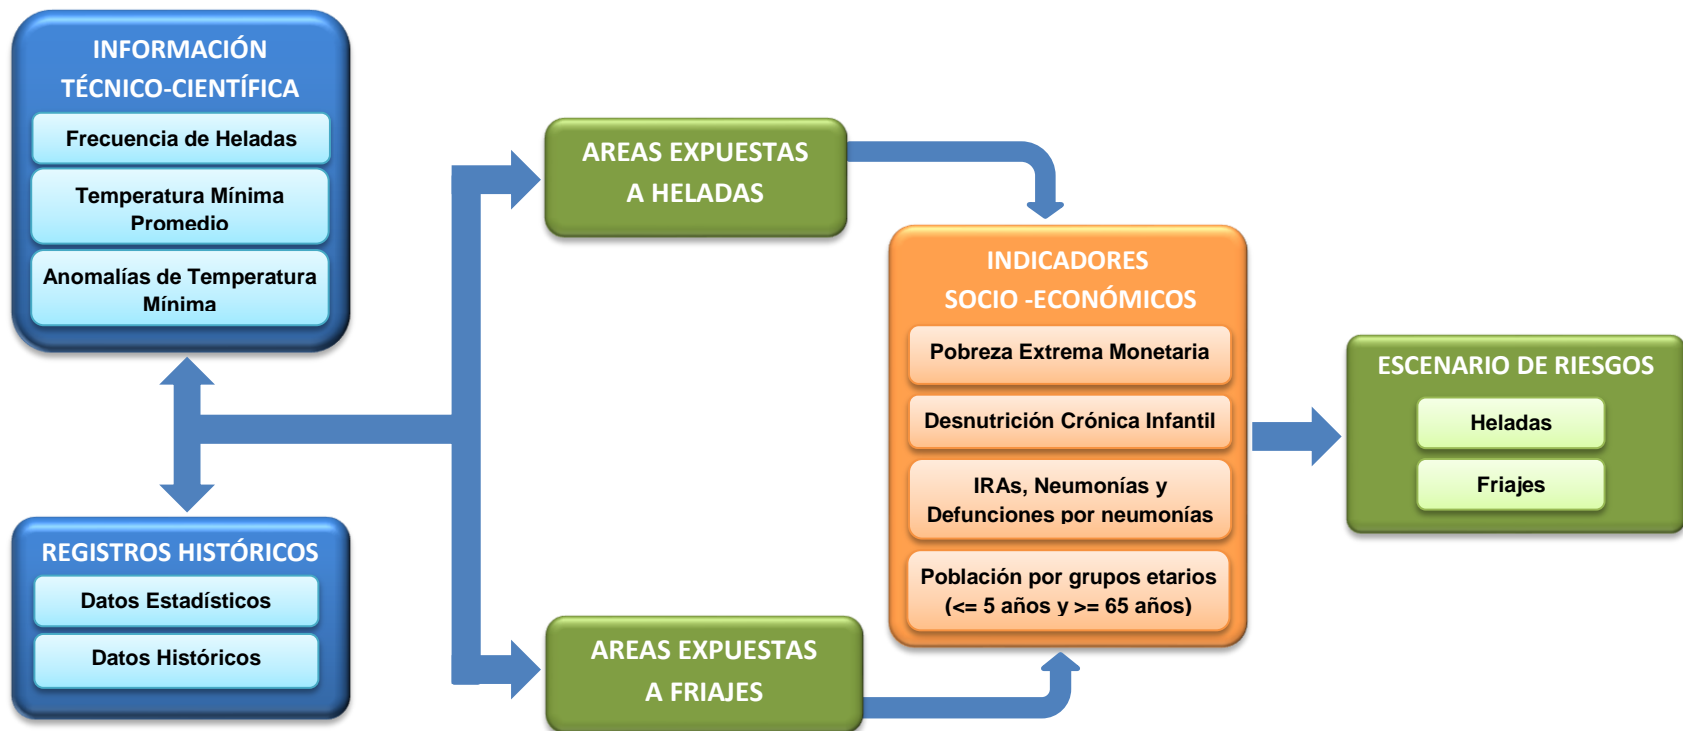 INFORMACIÓN
TÉCNICO-CIENTÍFICA
Frecuencia de Heladas
Temperatura Mínima
Promedio
Anomalías de Temperatura
Mínima
REGISTROS HISTÓRICOS
Datos Estadísticos
Datos Históricos
AREAS EXPUESTAS
A HELADAS
AREAS EXPUESTAS
A FRIAJES
INDICADORES
SOCIO -ECONÓMICOS
Pobreza Extrema Monetaria
Desnutrición Crónica Infantil
IRAs, Neumonías y
Defunciones por neumonías
Población por grupos etarios
(<= 5 años y >= 65 años)
ESCENARIO DE RIESGOS
Heladas
Friajes